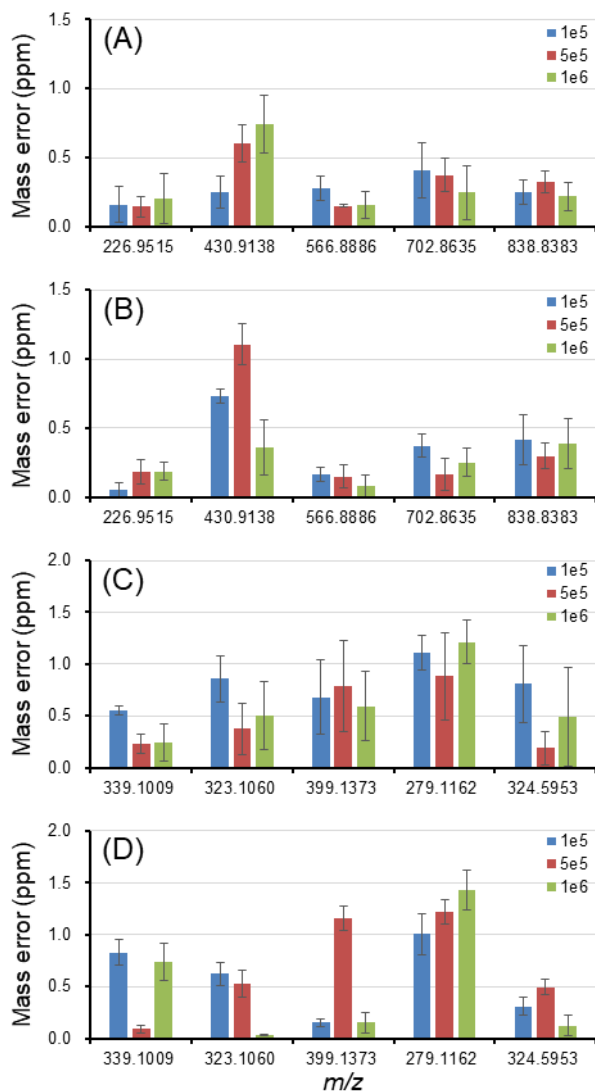 (A)
Mass error (ppm)
1.5
1.0
0.5
0.0
1e5
5e5
1e6
226.9515 430.9138 566.8886 702.8635 838.8383
(B)
Mass error (ppm)
1.5
1.0
0.5
0.0
1e5
5e5
1e6
226.9515 430.9138 566.8886 702.8635 838.8383
(C)
Mass error (ppm)
2.0
1.5
1.0
0.5
0.0
1e5
5e5
1e6
339.1009 323.1060 399.1373 279.1162 324.5953
(D)
Mass error (ppm)
2.0
1.5
1.0
0.5
0.0
1e5
5e5
1e6
339.1009 323.1060 399.1373 279.1162 324.5953
m/z